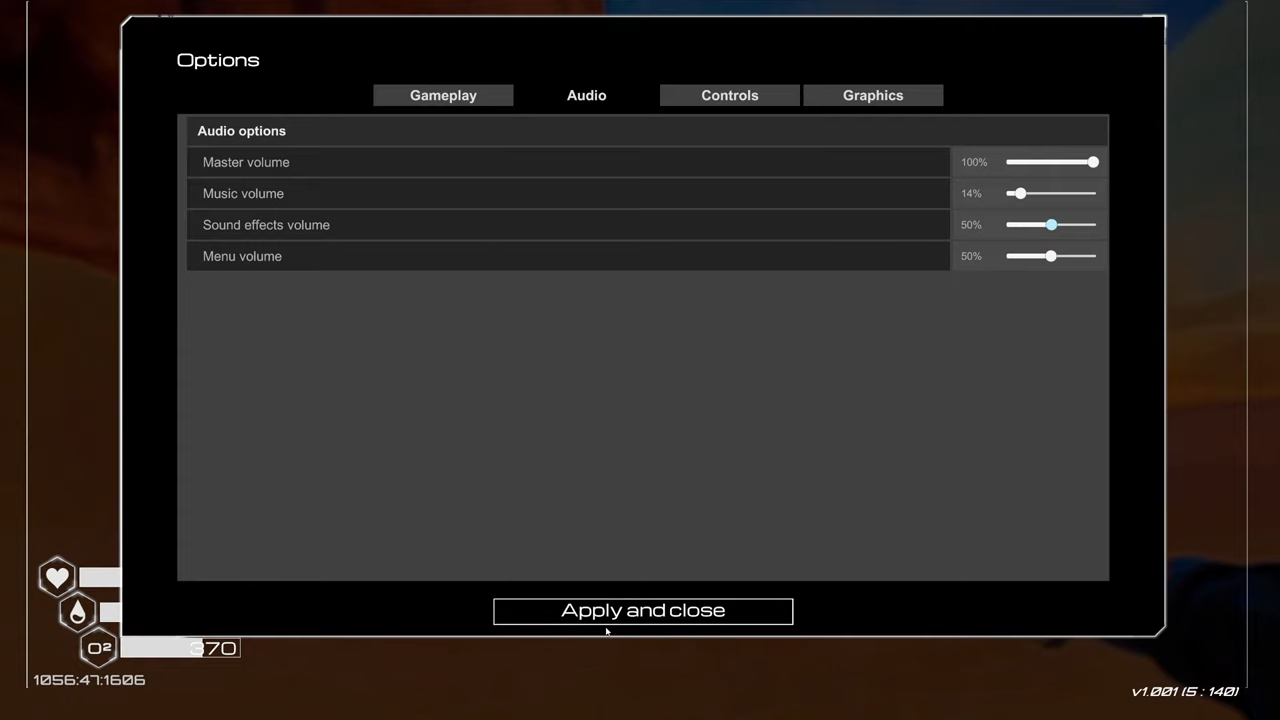 Options
Gameplay Audio Controls Graphics
Audio options
Master volume 100%
Music volume 14%
Sound effects volume 50%
Menu volume 50%
Apply and close
O²
370
1056:47:1606
v1.001 (5 : 140)